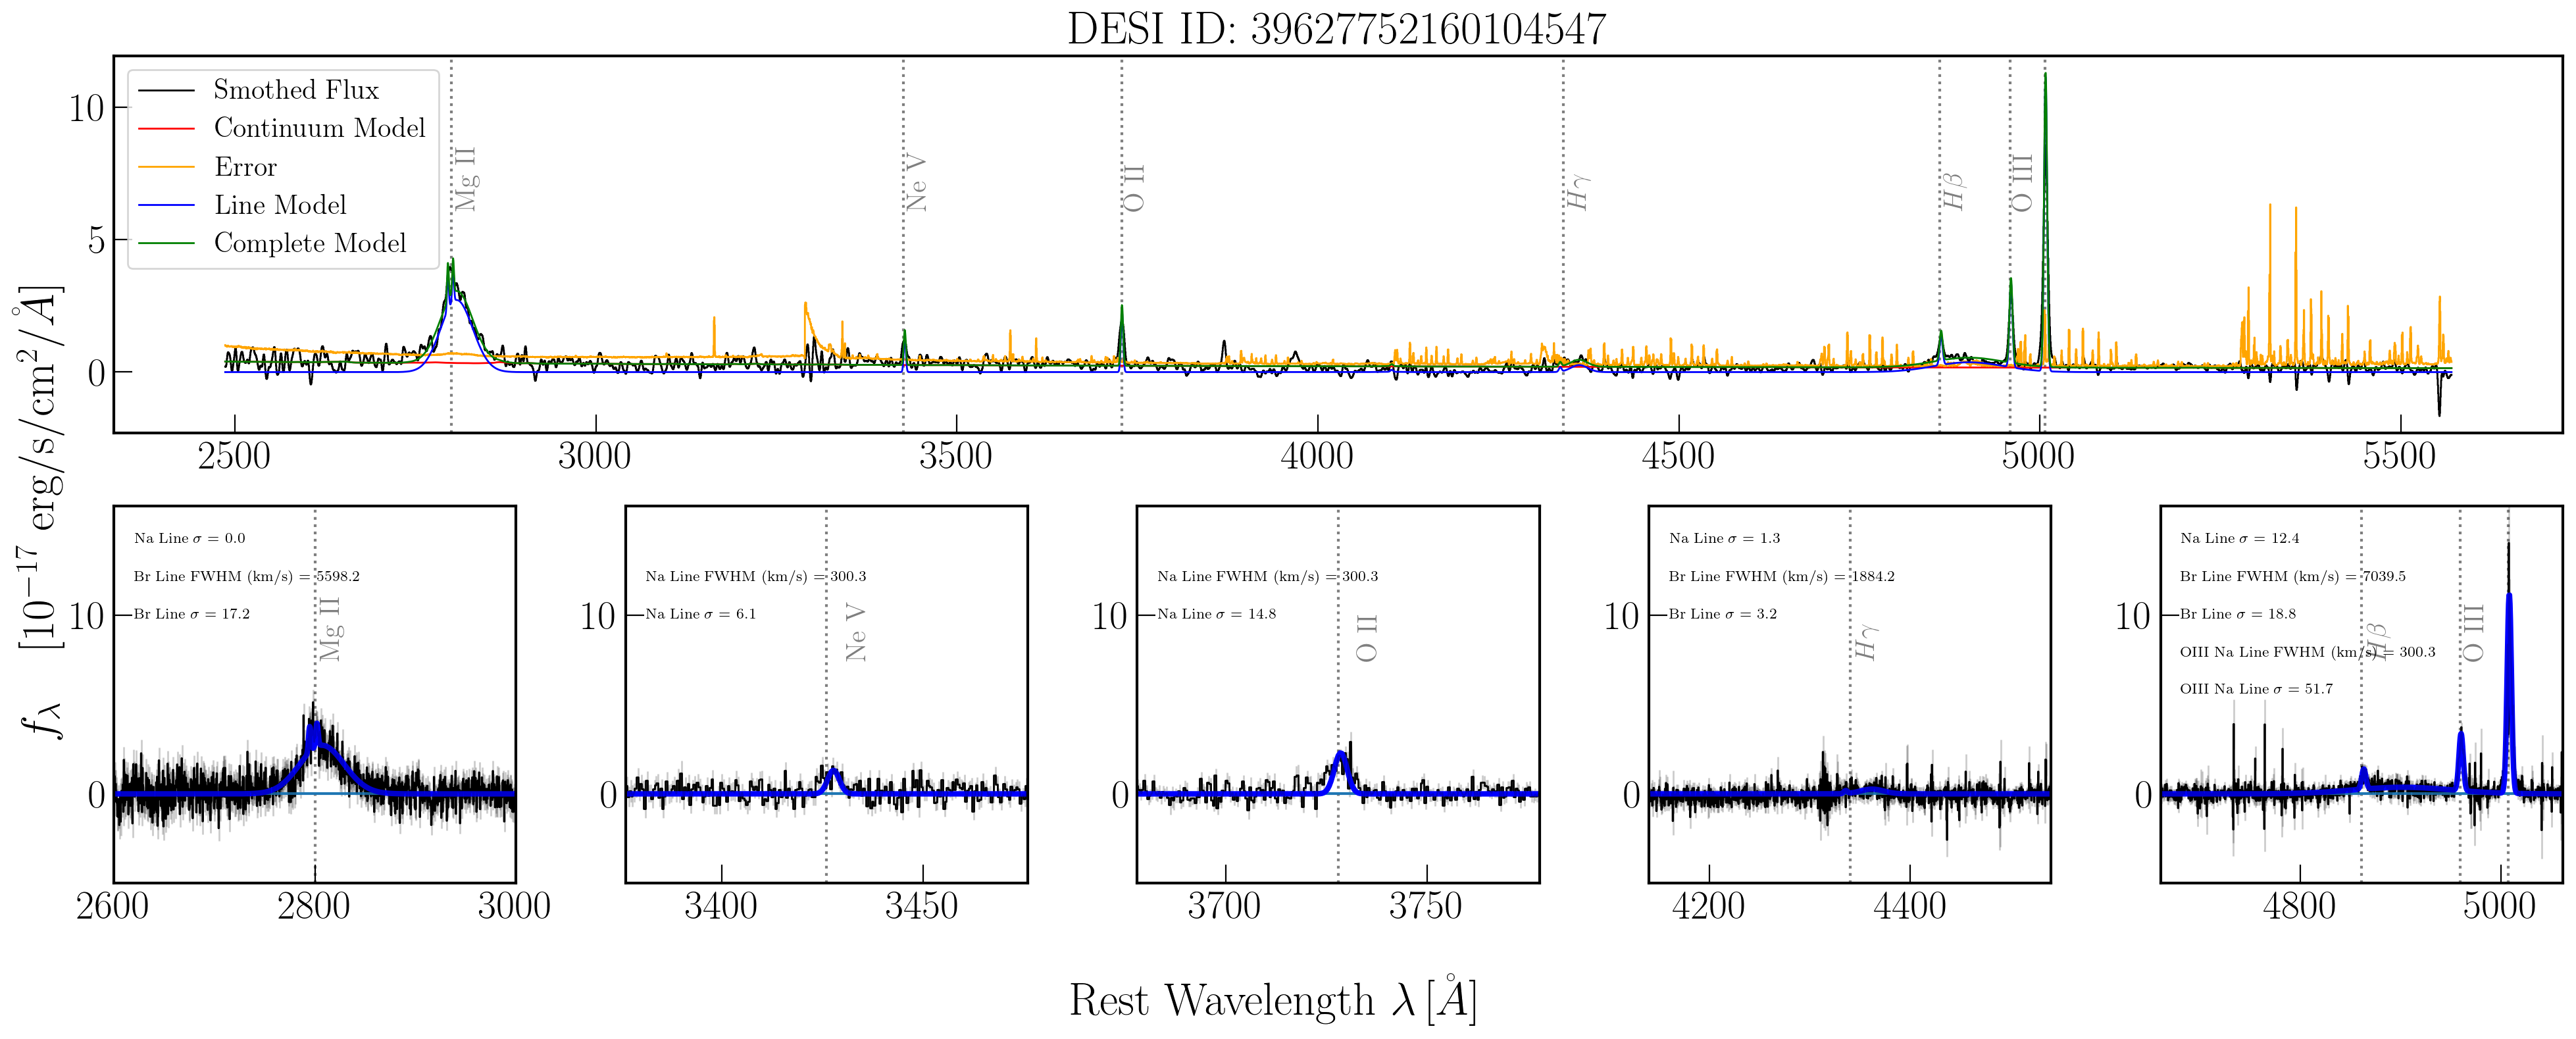 DESI ID: 39627752160104547
Smothed Flux
Continuum Model
Error
Line Model
Complete Model
Mg II
Ne V
O II
Hγ
Hβ
O III
10
5
0
2500 3000 3500 4000 4500 5000 5500
fλ [10−17 erg/s/cm2/Å]
Na Line σ = 0.0
Br Line FWHM (km/s) = 5598.2
Br Line σ = 17.2
Mg II
10
0
2600 2800 3000
Na Line FWHM (km/s) = 300.3
Na Line σ = 6.1
Ne V
10
0
3400 3450
Na Line FWHM (km/s) = 300.3
Na Line σ = 14.8
O II
10
0
3700 3750
Na Line σ = 1.3
Br Line FWHM (km/s) = 1884.2
Br Line σ = 3.2
Hγ
10
0
4200 4400
Na Line σ = 12.4
Br Line FWHM (km/s) = 7039.5
Br Line σ = 18.8
OIII Na Line FWHM (km/s) = 300.3
OIII Na Line σ = 51.7
Hβ
O III
10
0
4800 5000
Rest Wavelength λ [Å]